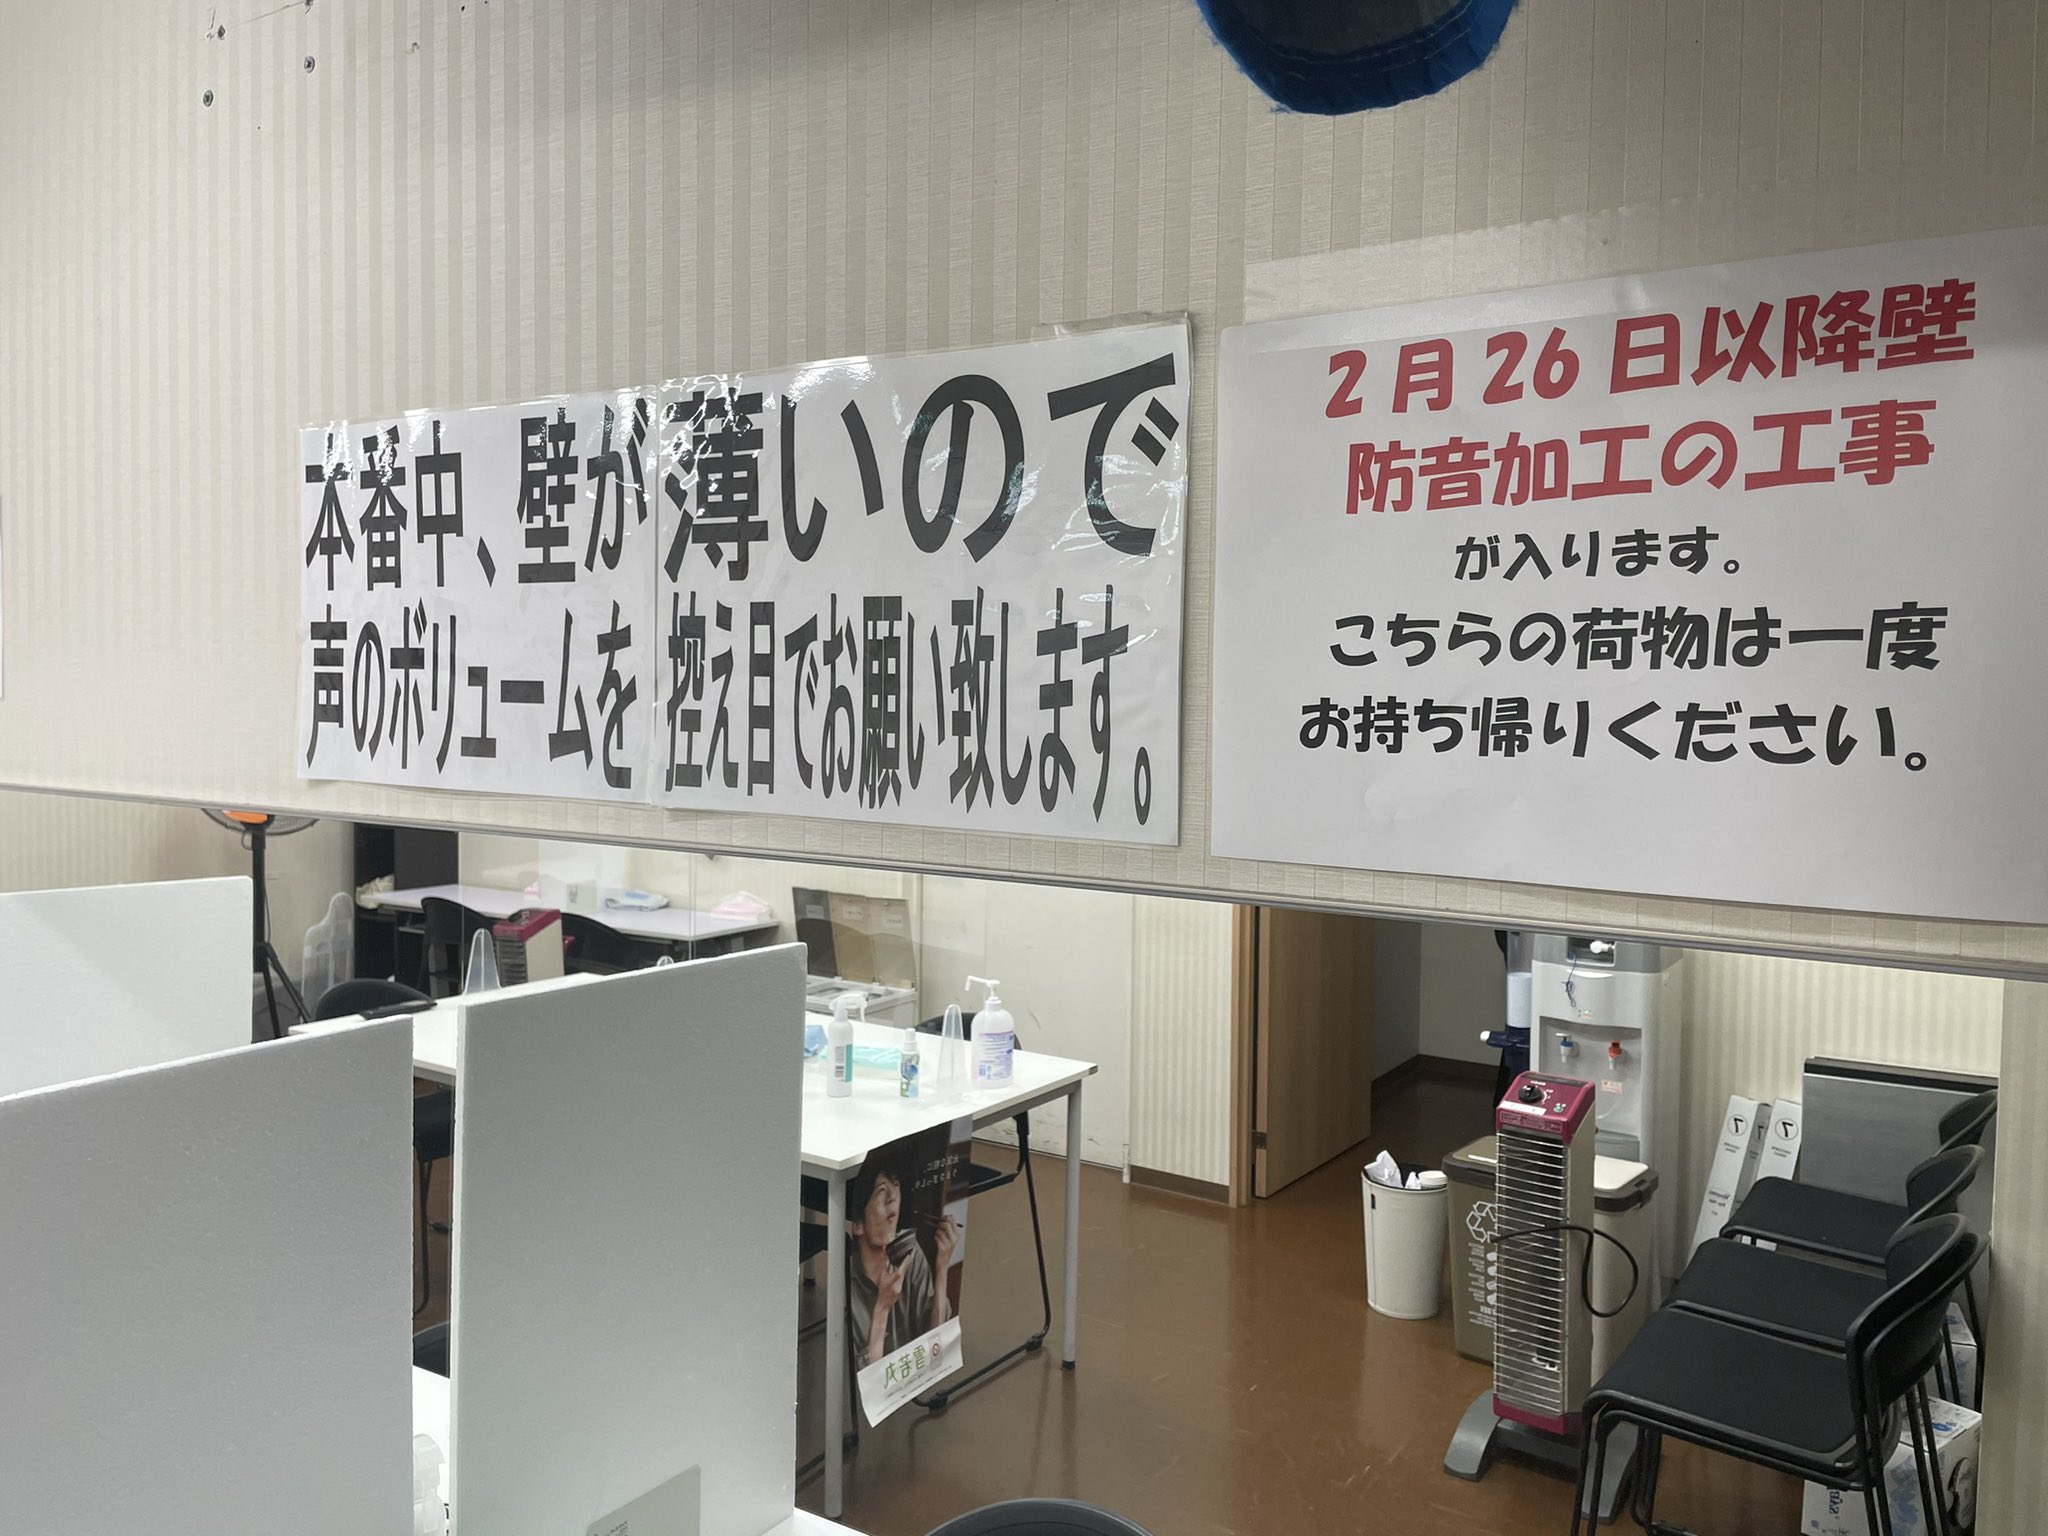 本番中、壁が薄いので
声のボリュームを控え目でお願い致します。
2月26日以降壁
防音加工の工事
が入ります。
こちらの荷物は一度
お持ち帰りください。